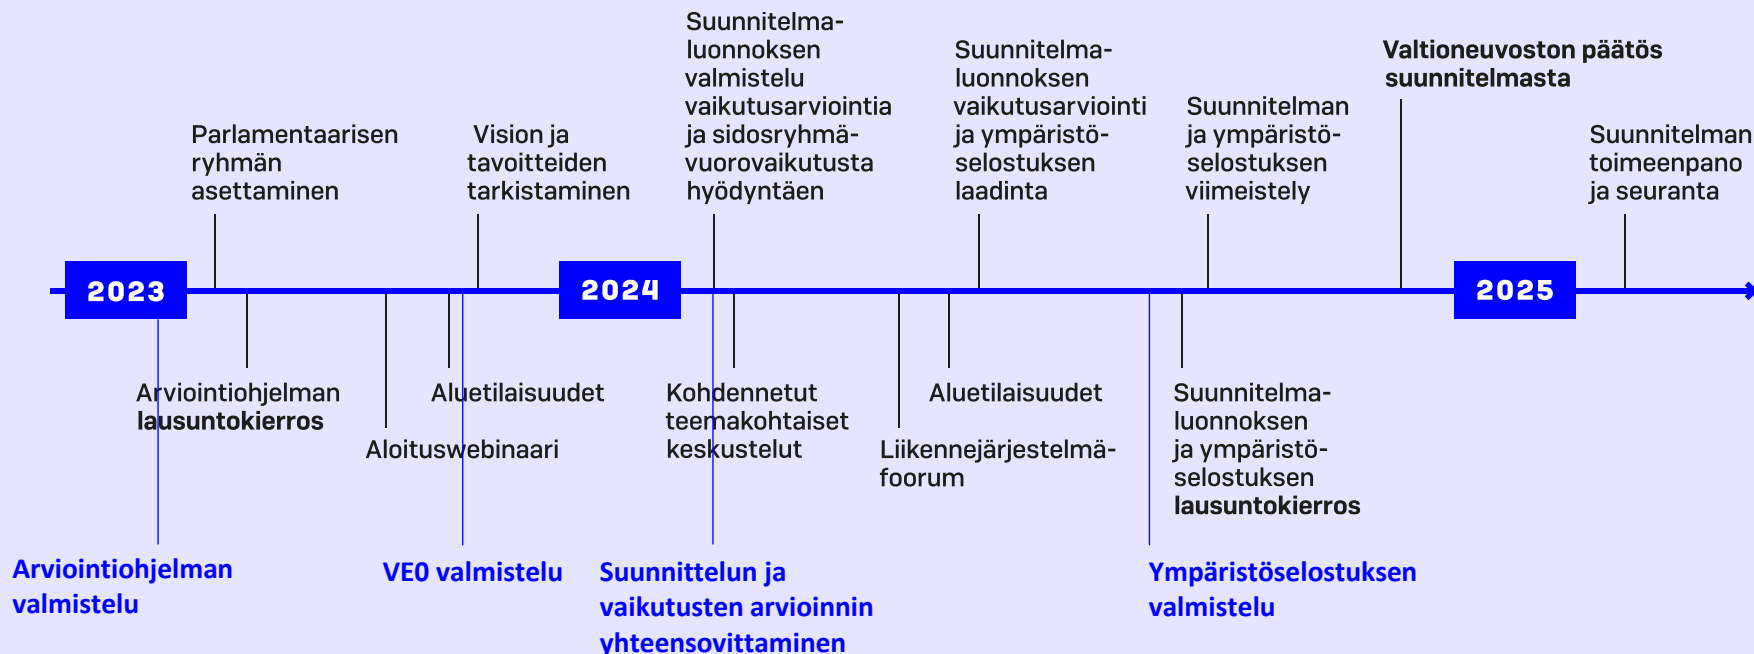 Suunnitelma-
luonnoksen
valmistelu
vaikutusarviointia
ja sidosryhmä-
vuorovaikutusta
hyödyntäen
Suunnitelma-
luonnoksen
vaikutusarviointi
ja ympäristö-
selostuksen
laadinta
Valtioneuvoston päätös
suunnitelmasta
Parlamentaarisen
ryhmän
asettaminen
Vision ja
tavoitteiden
tarkistaminen
Suunnitelman
ja ympäristö-
selostuksen
viimeistely
Suunnitelman
toimeenpano
ja seuranta
2023
2024
2025
Arviointiohjelman
lausuntokierros
Aloituswebinaari
Aluetilaisuudet
Kohdennetut
teemakohtaiset
keskustelut
Liikennejärjestelmä-
foorum
Aluetilaisuudet
Suunnitelma-
luonnoksen
ja ympäristö-
selostuksen
lausuntokierros
Arviointiohjelman
valmistelu
VE0 valmistelu
Suunnittelun ja
vaikutusten arvioinnin
yhteensovittaminen
Ympäristöselostuksen
valmistelu